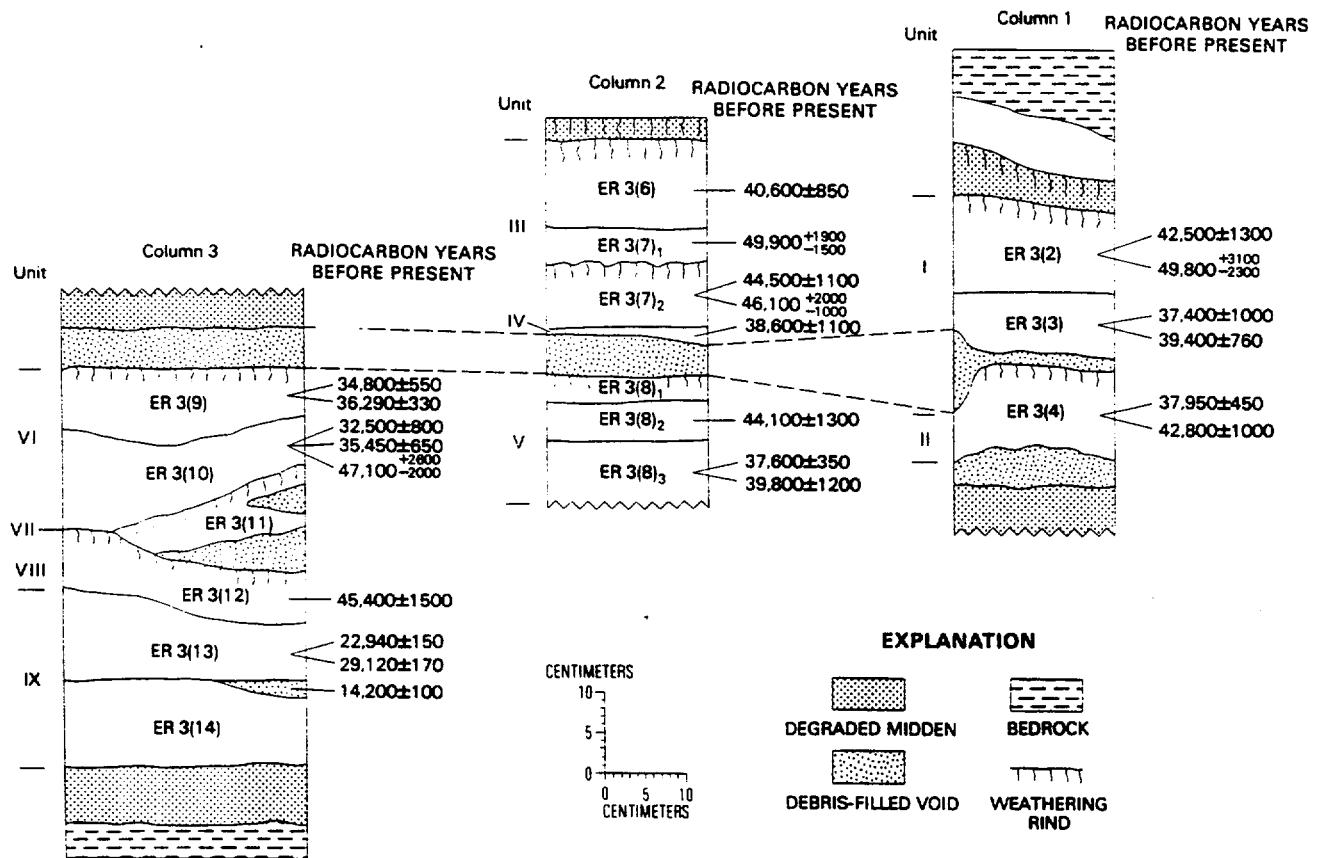 Column 1
Unit
RADIOCARBON YEARS
BEFORE PRESENT
I
ER 3(2)
42,500±1300
49,800 +3100 −2300
ER 3(3)
37,400±1000
39,400±760
ER 3(4)
37,950±450
42,800±1000
II
Column 2
Unit
RADIOCARBON YEARS
BEFORE PRESENT
ER 3(6)
40,600±850
III
ER 3(7)₁
49,900 +1900 −1500
ER 3(7)₂
44,500±1100
46,100 +2000 −1000
IV
38,600±1100
ER 3(8)₁
ER 3(8)₂
44,100±1300
V
ER 3(8)₃
37,600±350
39,800±1200
Column 3
Unit
RADIOCARBON YEARS
BEFORE PRESENT
ER 3(9)
34,800±550
36,290±330
VI
32,500±800
35,450±650
47,100 +2600 −2000
ER 3(10)
ER 3(11)
VII
VIII
ER 3(12)
45,400±1500
ER 3(13)
22,940±150
29,120±170
IX
14,200±100
ER 3(14)
CENTIMETERS
10
5
0
0 5 10
CENTIMETERS
EXPLANATION
DEGRADED MIDDEN
BEDROCK
DEBRIS-FILLED VOID
WEATHERING
RIND